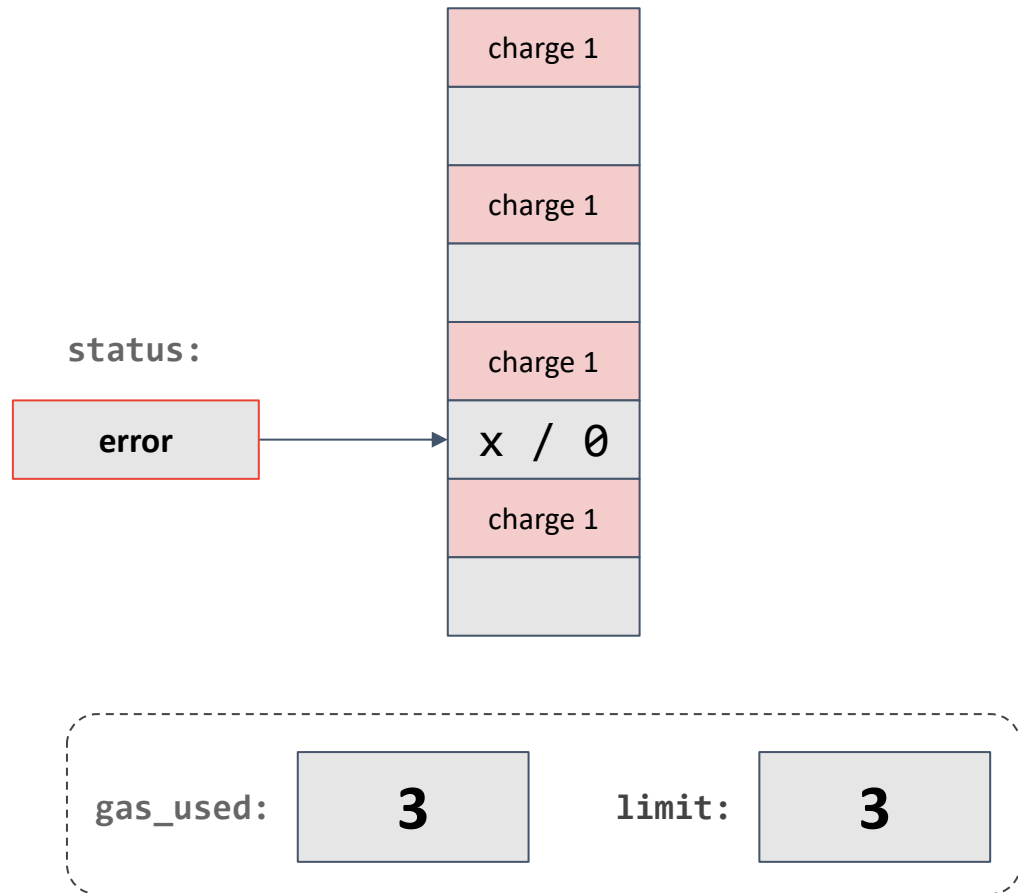 charge 1
charge 1
status:
charge 1
error
x / 0
charge 1
gas_used:
3
limit:
3